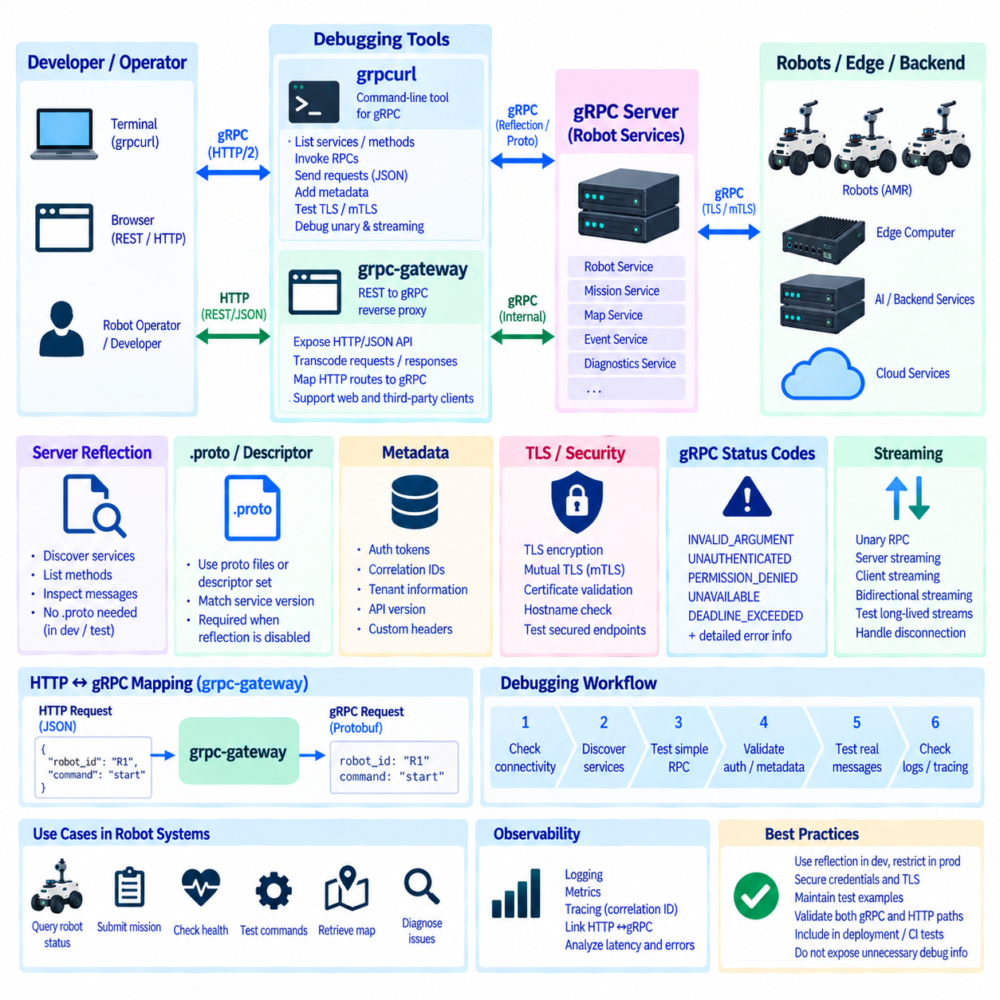 Developer / Operator
Terminal
(grpcurl)
Browser
(REST / HTTP)
Robot Operator
/ Developer
gRPC
(HTTP/2)
HTTP
(REST/JSON)
Debugging Tools
grpcurl
Command-line tool
for gRPC
>_
· List services / methods
Invoke RPCs
Send requests (JSON)
Add metadata
Test TLS / mTLS
Debug unary & streaming
grpc-gateway
REST to gRPC
reverse proxy
Expose HTTP/JSON API
Transcode requests / responses
Map HTTP routes to gRPC
. Support web and third-party clients
gRPC
(Reflection /
Proto)
gRPC
(Internal)
gRPC Server
(Robot Services)
Robot Service
Mission Service
Map Service
Event Service
Diagnostics Service
...
gRPC
(TLS / mTLS)
Robots / Edge / Backend
Robots (AMR)
Edge Computer
AI / Backend Services
Cloud Services
Server Reflection
• Discover services
• List methods
• Inspect messages
• No .proto needed
(in dev / test)
.proto / Descriptor
.proto
• Use proto files or
descriptor set
• Match service version
• Required when
reflection is disabled
Metadata
• Auth tokens
• Correlation IDs
• Tenant information
• API version
• Custom headers
TLS / Security
TLS encryption
Mutual TLS (mTLS)
Certificate validation
Hostname check
Test secured endpoints
gRPC Status Codes
INVALID_ARGUMENT
UNAUTHENTICATED
PERMISSION_DENIED
UNAVAILABLE
DEADLINE_EXCEEDED
+ detailed error info
Streaming
Unary RPC
Server streaming
Client streaming
Bidirectional streaming
Test long-lived streams
Handle disconnection
HTTP ↔ gRPC Mapping (grpc-gateway)
HTTP Request
(JSON)
{
"robot_id": "R1",
"command": "start"
}
grpc-gateway
gRPC Request
(Protobuf)
robot_id: "R1"
command: "start"
Debugging Workflow
1
Check
connectivity
2
Discover
services
3
Test simple
RPC
4
Validate
auth / metadata
5
Test real
messages
6
Check
logs / tracing
Use Cases in Robot Systems
Query robot
status
Submit mission
Check health
Test commands
Retrieve map
Diagnose
issues
Observability
Logging
Metrics
Tracing (correlation ID)
Link HTTP ↔ gRPC
Analyze latency and errors
Best Practices
Use reflection in dev, restrict in prod
Secure credentials and TLS
Maintain test examples
Validate both gRPC and HTTP paths
Include in deployment / CI tests
Do not expose unnecessary debug info